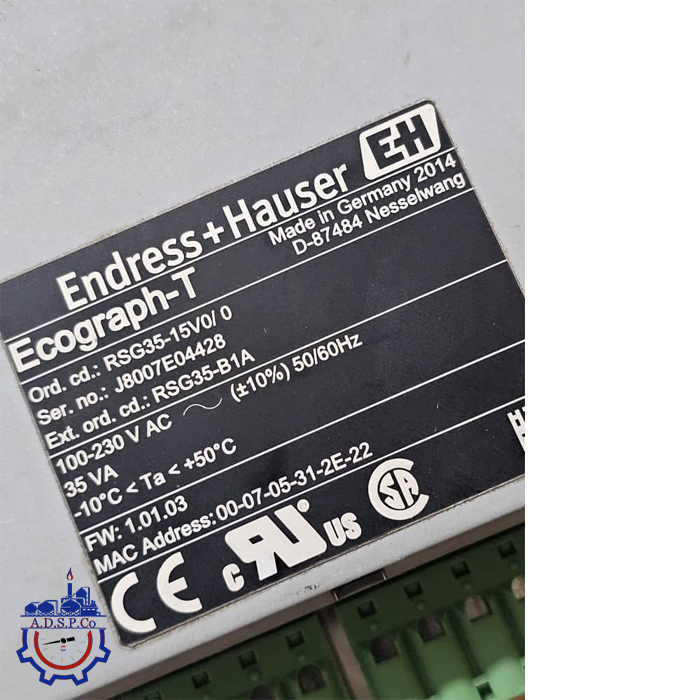 Endress+Hauser EH
Made in Germany 2014
D-87484 Nesselwang
Ecograph-T
Ord. cd.: RSG35-15V0/ 0
Ser. no.: J8007E04428
Ext. ord. cd.: RSG35-B1A
100-230 V AC ~ (±10%) 50/60Hz
35 VA
-10°C < Ta < +50°C
FW: 1.01.03
MAC Address: 00-07-05-31-2E-22
CE c RU US CSA
A.D.S.P.Co